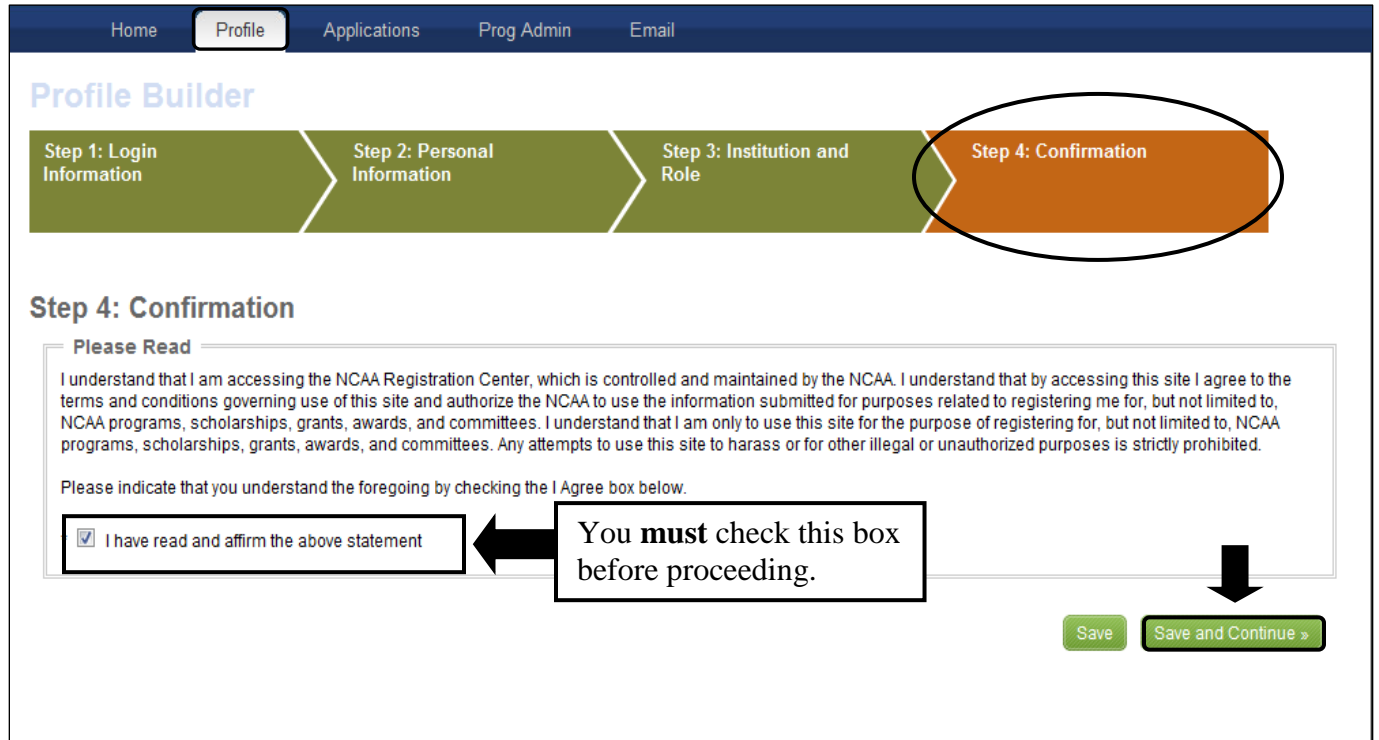 Home Profile Applications Prog Admin Email
Profile Builder
Step 1: Login
Information
Step 2: Personal
Information
Step 3: Institution and
Role
Step 4: Confirmation
Step 4: Confirmation
Please Read
I understand that I am accessing the NCAA Registration Center, which is controlled and maintained by the NCAA. I understand that by accessing this site I agree to the
terms and conditions governing use of this site and authorize the NCAA to use the information submitted for purposes related to registering me for, but not limited to,
NCAA programs, scholarships, grants, awards, and committees. I understand that I am only to use this site for the purpose of registering for, but not limited to, NCAA
programs, scholarships, grants, awards, and committees. Any attempts to use this site to harass or for other illegal or unauthorized purposes is strictly prohibited.
Please indicate that you understand the foregoing by checking the I Agree box below.
I have read and affirm the above statement
You must check this box
before proceeding.
Save
Save and Continue »